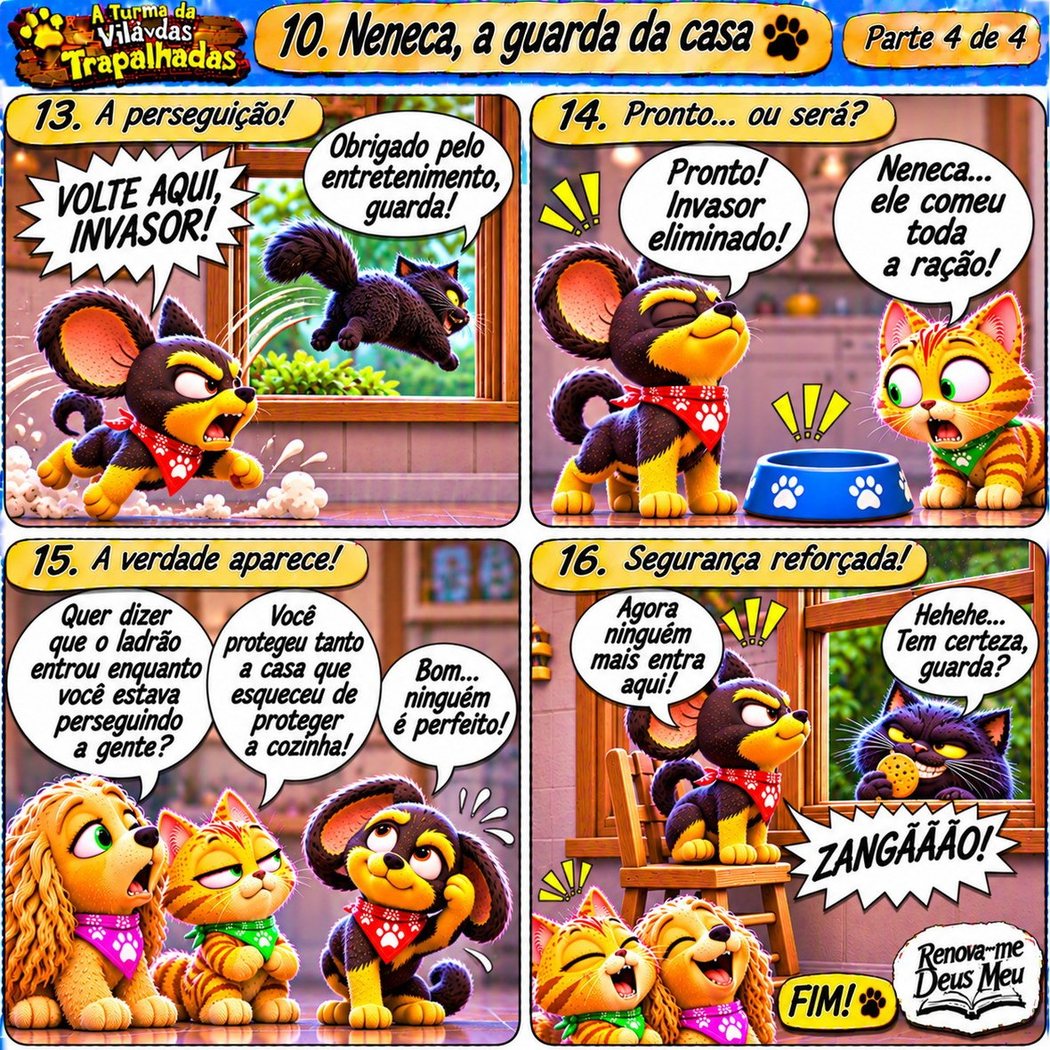 A Turma da
Vilavdas
Trapalhadas
10. Neneca, a guarda da casa
Parte 4 de 4
13. A perseguição!
VOLTE AQUI,
INVASOR!
Obrigado pelo
entretenimento,
guarda!
14. Pronto... ou será?
Pronto!
Invasor
eliminado!
Neneca...
ele comeu
toda
a ração!
15. A verdade aparece!
Quer dizer
que o ladrão
entrou enquanto
você estava
perseguindo
a gente?
Você
protegeu tanto
a casa que
esqueceu de
proteger
a cozinha!
Bom...
ninguém
é perfeito!
16. Segurança reforçada!
Agora
ninguém
mais entra
aqui!
Hehehe...
Tem certeza,
guarda?
ZANGÃÃÃO!
FIM!
Renova-me
Deus Meu